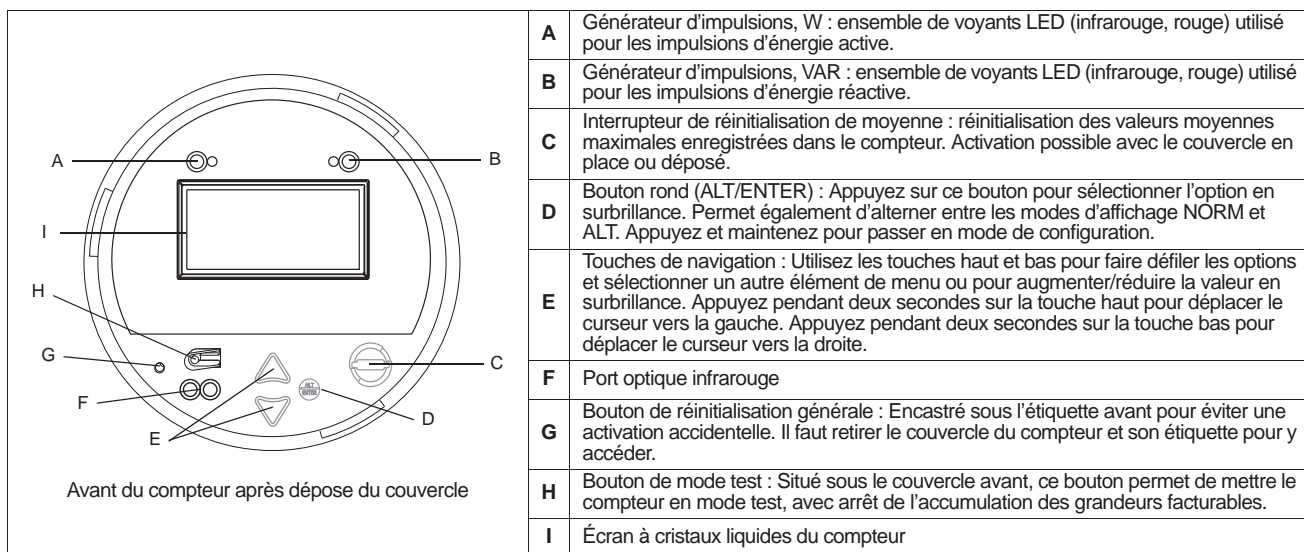 A
B
I
H
G
F
E
C
D
ALT
ENTER
Avant du compteur après dépose du couvercle
A
Générateur d’impulsions, W : ensemble de voyants LED (infrarouge, rouge) utilisé
pour les impulsions d’énergie active.
B
Générateur d’impulsions, VAR : ensemble de voyants LED (infrarouge, rouge) utilisé
pour les impulsions d’énergie réactive.
C
Interrupteur de réinitialisation de moyenne : réinitialisation des valeurs moyennes
maximales enregistrées dans le compteur. Activation possible avec le couvercle en
place ou déposé.
D
Bouton rond (ALT/ENTER) : Appuyez sur ce bouton pour sélectionner l’option en
surbrillance. Permet également d’alterner entre les modes d’affichage NORM et
ALT. Appuyez et maintenez pour passer en mode de configuration.
E
Touches de navigation : Utilisez les touches haut et bas pour faire défiler les options
et sélectionner un autre élément de menu ou pour augmenter/réduire la valeur en
surbrillance. Appuyez pendant deux secondes sur la touche haut pour déplacer le
curseur vers la gauche. Appuyez pendant deux secondes sur la touche bas pour
déplacer le curseur vers la droite.
F
Port optique infrarouge
G
Bouton de réinitialisation générale : Encastré sous l’étiquette avant pour éviter une
activation accidentelle. Il faut retirer le couvercle du compteur et son étiquette pour y
accéder.
H
Bouton de mode test : Situé sous le couvercle avant, ce bouton permet de mettre le
compteur en mode test, avec arrêt de l’accumulation des grandeurs facturables.
I
Écran à cristaux liquides du compteur